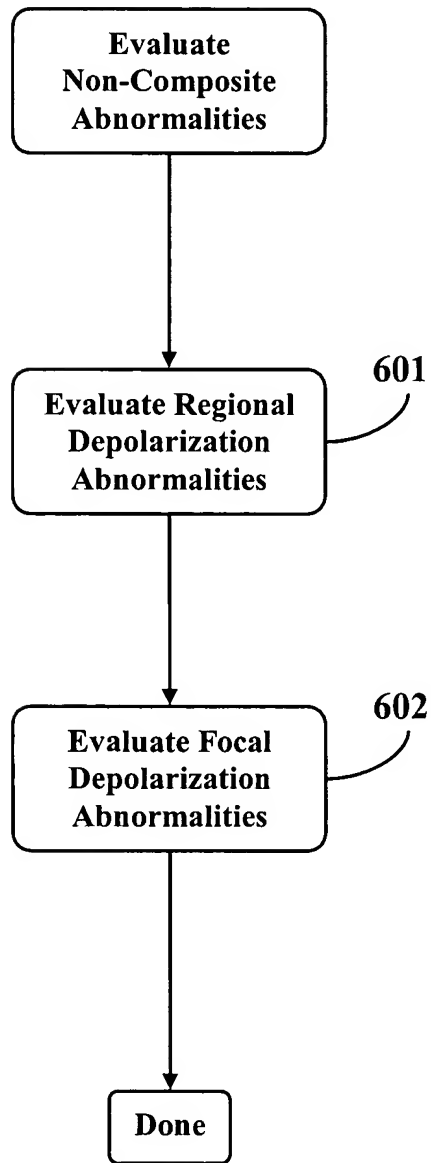 Evaluate
Non-Composite
Abnormalities
601
Evaluate Regional
Depolarization
Abnormalities
602
Evaluate Focal
Depolarization
Abnormalities
Done